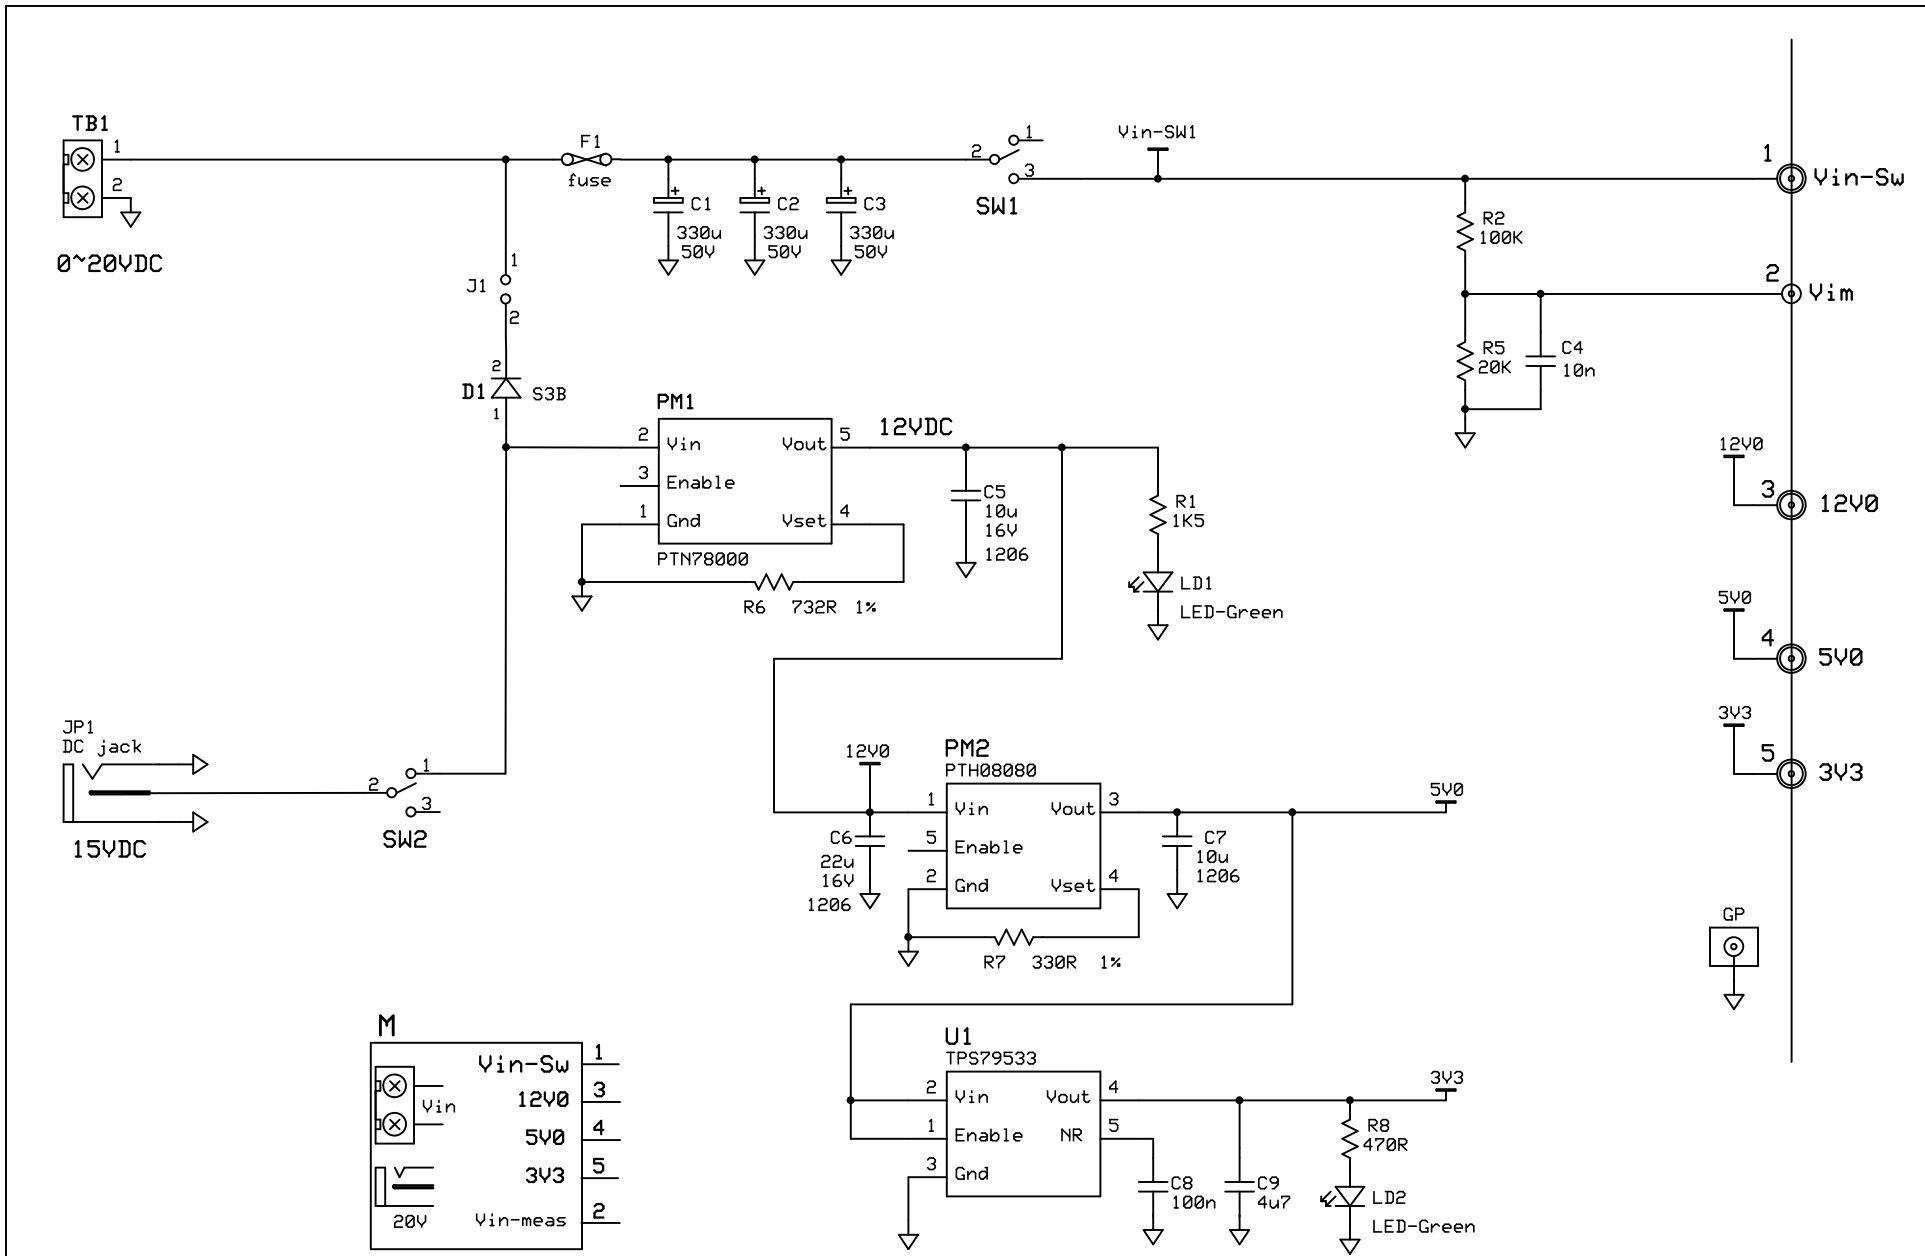 TB1
1
2
0~20VDC
F1
fuse
C1
330u
50V
C2
330u
50V
C3
330u
50V
+
+
+
2
1
3
SW1
Vin-SW1
1
Vin-Sw
R2
100K
2
Vim
R5
20K
C4
10n
J1
1
2
2
D1
S3B
1
PM1
2
Vin
Vout
5
3
Enable
1
Gnd
Vset
4
PTN78000
R6
732R
1%
12VDC
C5
10u
16V
1206
R1
1K5
LD1
LED-Green
12V0
3
12V0
5V0
4
5V0
3V3
5
3V3
JP1
DC jack
15VDC
2
1
3
SW2
12V0
C6
22u
16V
1206
PM2
PTH08080
1
Vin
Vout
3
5
Enable
2
Gnd
Vset
4
R7
330R
1%
C7
10u
1206
5V0
GP
M
Vin-Sw
1
12V0
3
Vin
5V0
4
3V3
5
20V
Vin-meas
2
U1
TPS79533
2
Vin
Vout
4
1
Enable
NR
5
3
Gnd
C8
100n
C9
4u7
3V3
R8
470R
LD2
LED-Green